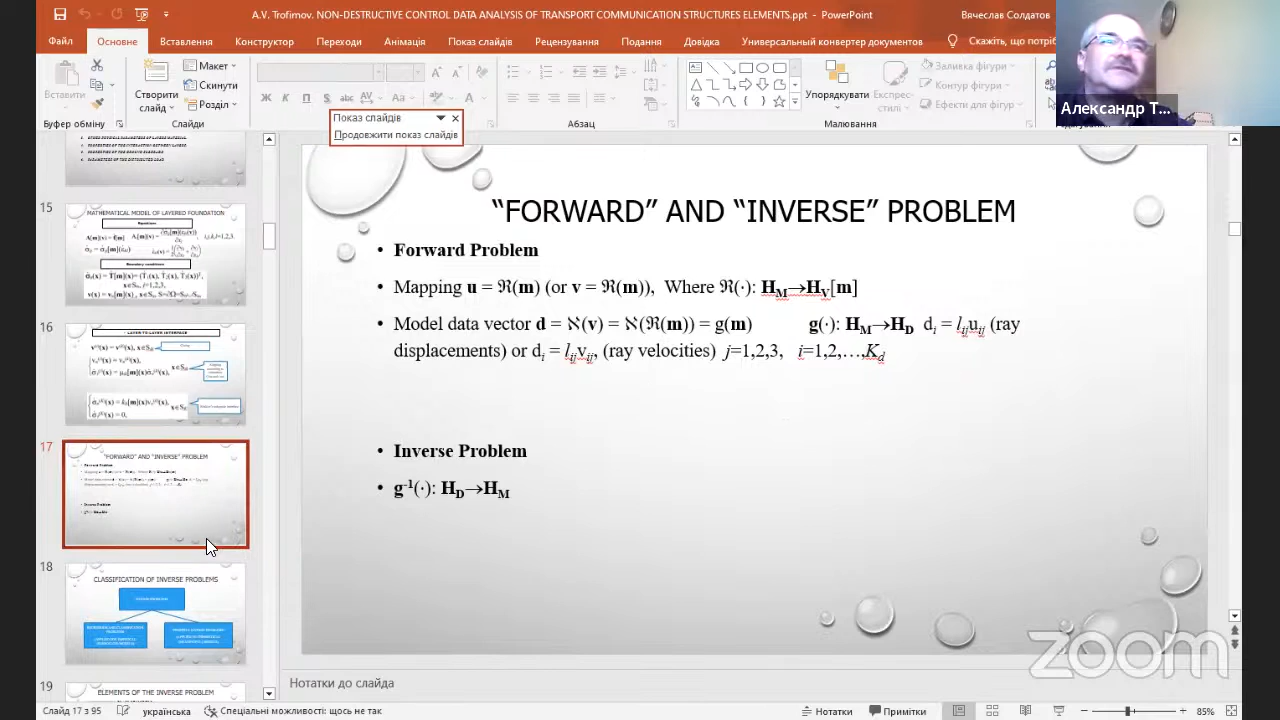 A.V. Trofimov. NON-DESTRUCTIVE CONTROL DATA ANALYSIS OF TRANSPORT COMMUNICATION STRUCTURES ELEMENTS.ppt - PowerPoint
Вячеслав Солдатов
Файл Основне Вставлення Конструктор Переходи Анімація Показ слайдів Рецензування Подання Довідка Универсальный конвертер документов Скажіть, що потріб
Вставити
Створити слайд
Макет
Скинути
Розділ
Упорядкувати
Експрес-стилі
Заливка фігури
Контур фігури
Ефекти для фігур
Буфер обміну Слайди Абзац Малювання
Александр Т...
Показ слайдів
Продовжити показ слайдів
15
MATHEMATICAL MODEL OF LAYERED FOUNDATION
16
LAYER-TO-LAYER INTERFACE
17
"FORWARD" AND "INVERSE" PROBLEM
18
CLASSIFICATION OF INVERSE PROBLEMS
19
ELEMENTS OF THE INVERSE PROBLEM
“FORWARD” AND “INVERSE” PROBLEM
• Forward Problem
• Mapping u = ℜ(m) (or v = ℜ(m)), Where ℜ(·): H_M→H_V[m]
• Model data vector d = ℵ(v) = ℵ(ℜ(m)) = g(m) g(·): H_M→H_D d_i = l_ij u_ij (ray
displacements) or d_i = l_ij v_ij, (ray velocities) j=1,2,3, i=1,2,…,K_d
• Inverse Problem
• g⁻¹(·): H_D→H_M
zoom
Нотатки до слайда
Слайд 17 з 95 українська Спеціальні можливості: щось не так Нотатки Примітки 85%